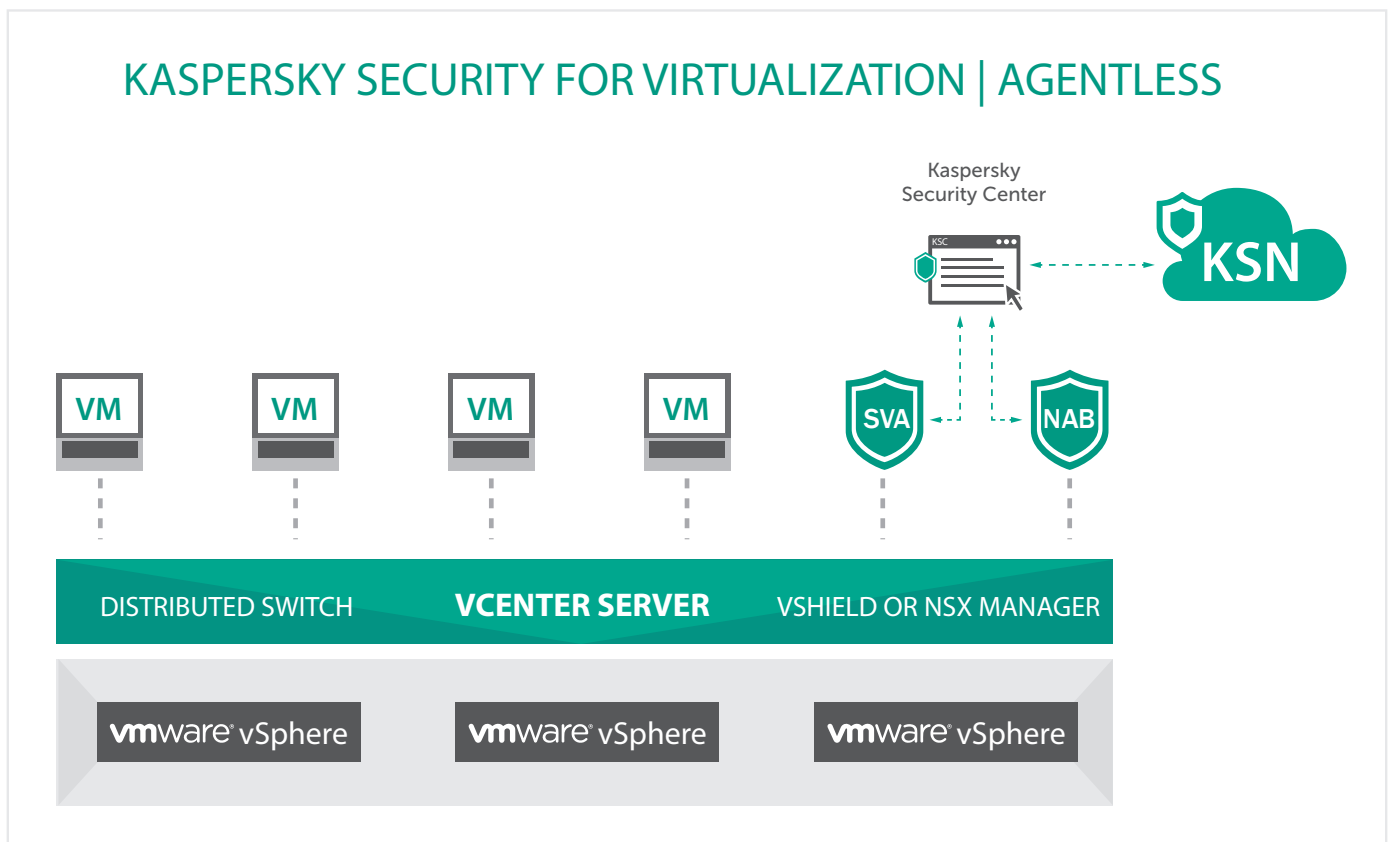 KASPERSKY SECURITY FOR VIRTUALIZATION | AGENTLESS
Kaspersky
Security Center
KSC
KSN
VM
VM
VM
VM
SVA
NAB
DISTRIBUTED SWITCH
VCENTER SERVER
VSHIELD OR NSX MANAGER
vmware® vSphere
vmware® vSphere
vmware® vSphere